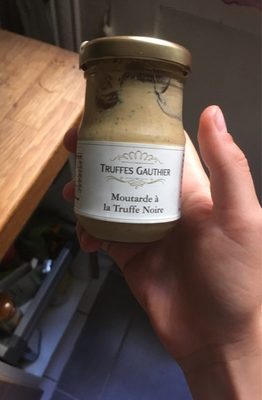 TRUFFES GAUTHIER
Moutarde à
la Truffe Noire